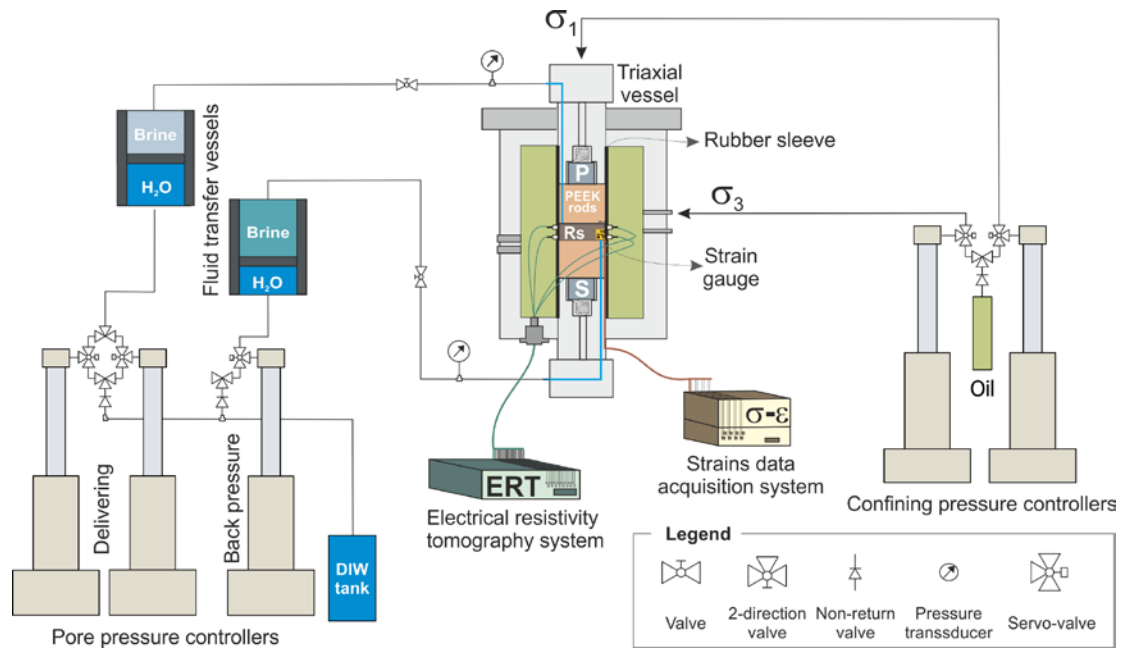 σ1
Triaxial
vessel
Rubber sleeve
Brine
H2O
Fluid transfer vessels
Brine
H2O
P
PEEK
rods
Rs
S
σ3
Strain
gauge
Oil
σ-ε
Strains data
acquisition system
Confining pressure controllers
ERT
Electrical resistivity
tomography system
Delivering
Back pressure
DIW
tank
Pore pressure controllers
Legend
Valve
2-direction
valve
Non-return
valve
Pressure
transsducer
Servo-valve